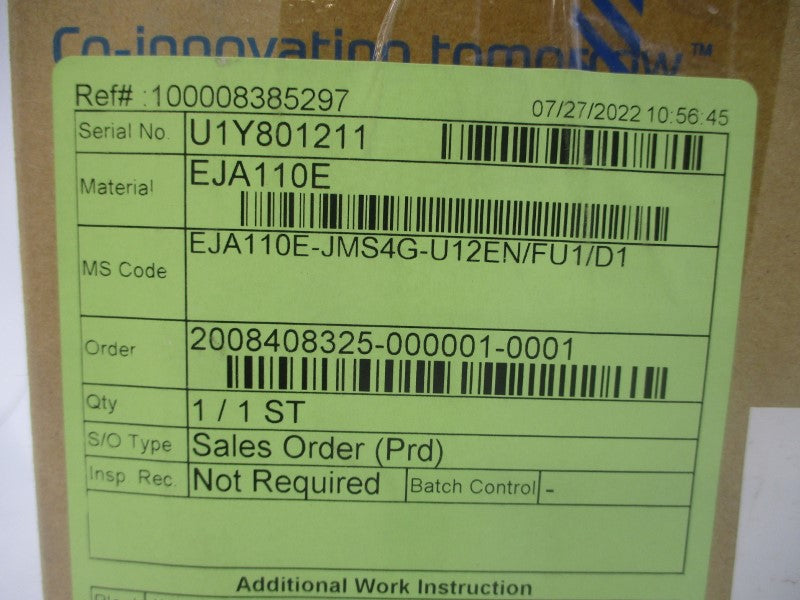 Co-innovation tomorrow™
Ref# :100008385297
07/27/2022 10:56:45
Serial No. U1Y801211
Material EJA110E
MS Code EJA110E-JMS4G-U12EN/FU1/D1
Order 2008408325-000001-0001
Qty 1 / 1 ST
S/O Type Sales Order (Prd)
Insp. Rec. Not Required Batch Control -
Additional Work Instruction